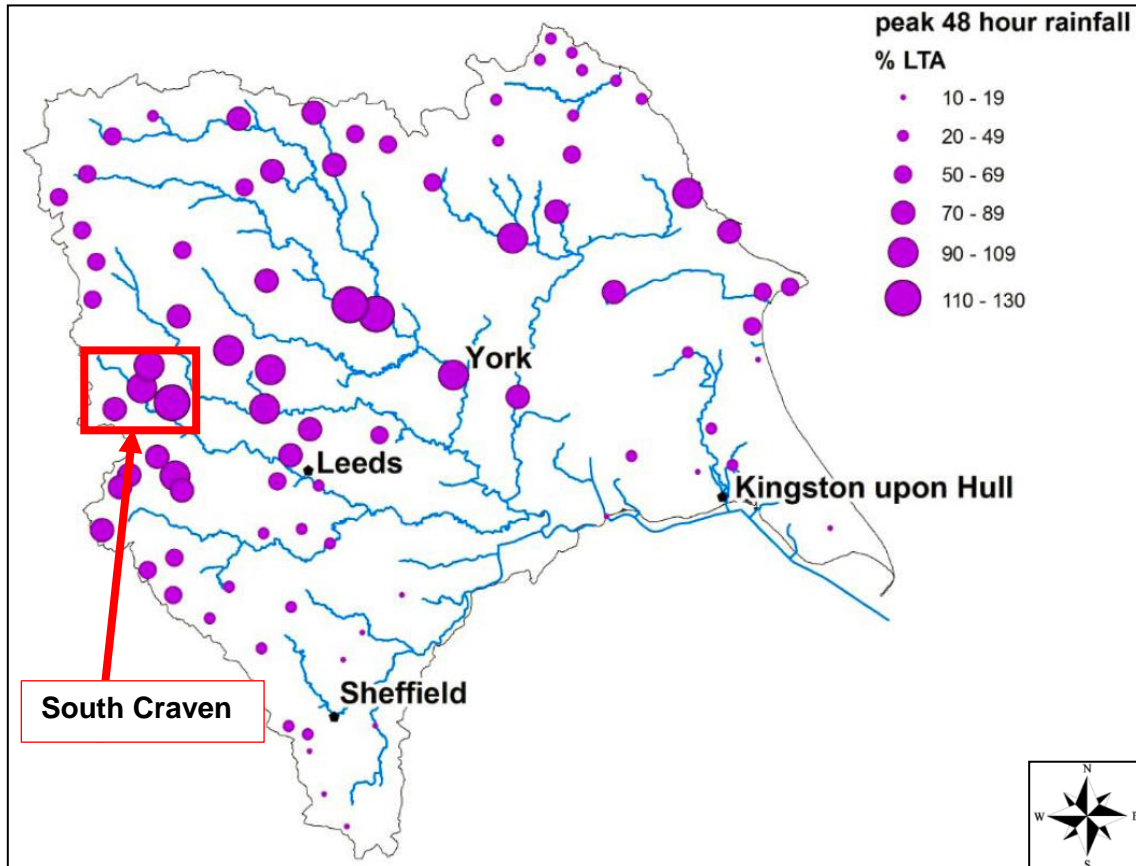 peak 48 hour rainfall
% LTA
10 - 19
20 - 49
50 - 69
70 - 89
90 - 109
110 - 130
York
Leeds
Kingston upon Hull
South Craven
Sheffield
N
W
E
S